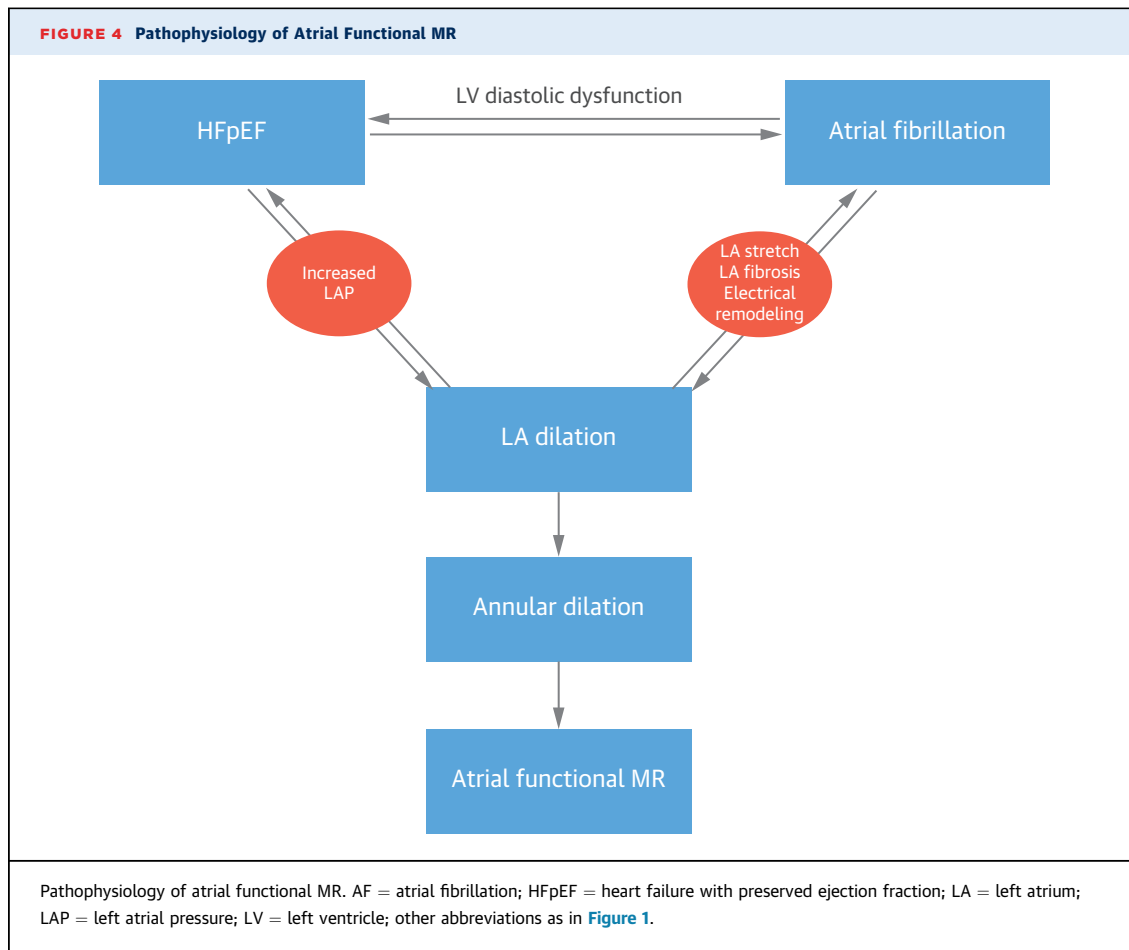 FIGURE 4 Pathophysiology of Atrial Functional MR
LV diastolic dysfunction
HFpEF
Atrial fibrillation
Increased
LAP
LA stretch
LA fibrosis
Electrical
remodeling
LA dilation
Annular dilation
Atrial functional MR
Pathophysiology of atrial functional MR. AF = atrial fibrillation; HFpEF = heart failure with preserved ejection fraction; LA = left atrium;
LAP = left atrial pressure; LV = left ventricle; other abbreviations as in Figure 1.